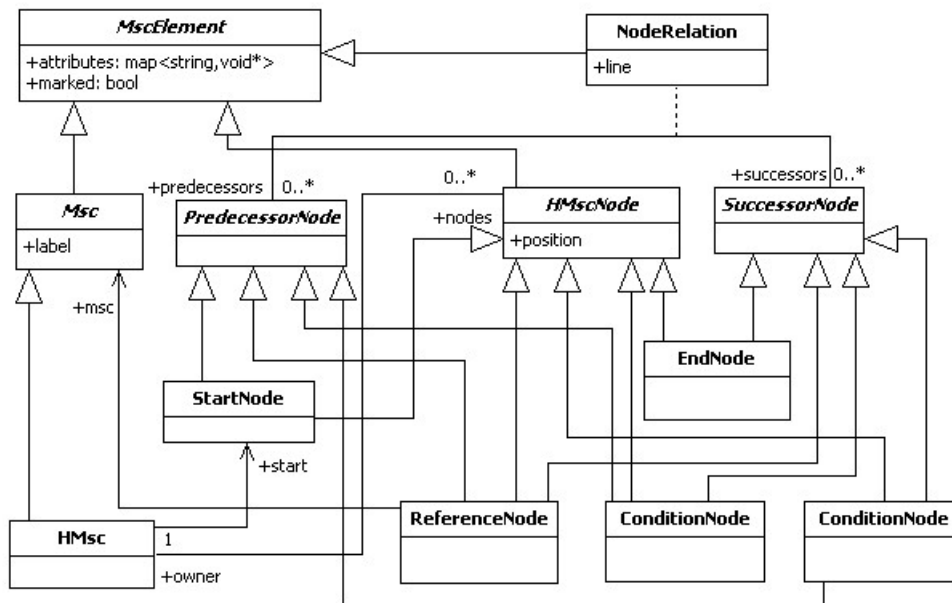 MscElement
+attributes: map<string,void*>
+marked: bool
NodeRelation
+line
+predecessors
0..*
0..*
+successors
0..*
Msc
+label
PredecessorNode
+nodes
HMscNode
+position
SuccessorNode
+msc
EndNode
StartNode
+start
ReferenceNode
ConditionNode
ConditionNode
HMsc
1
+owner